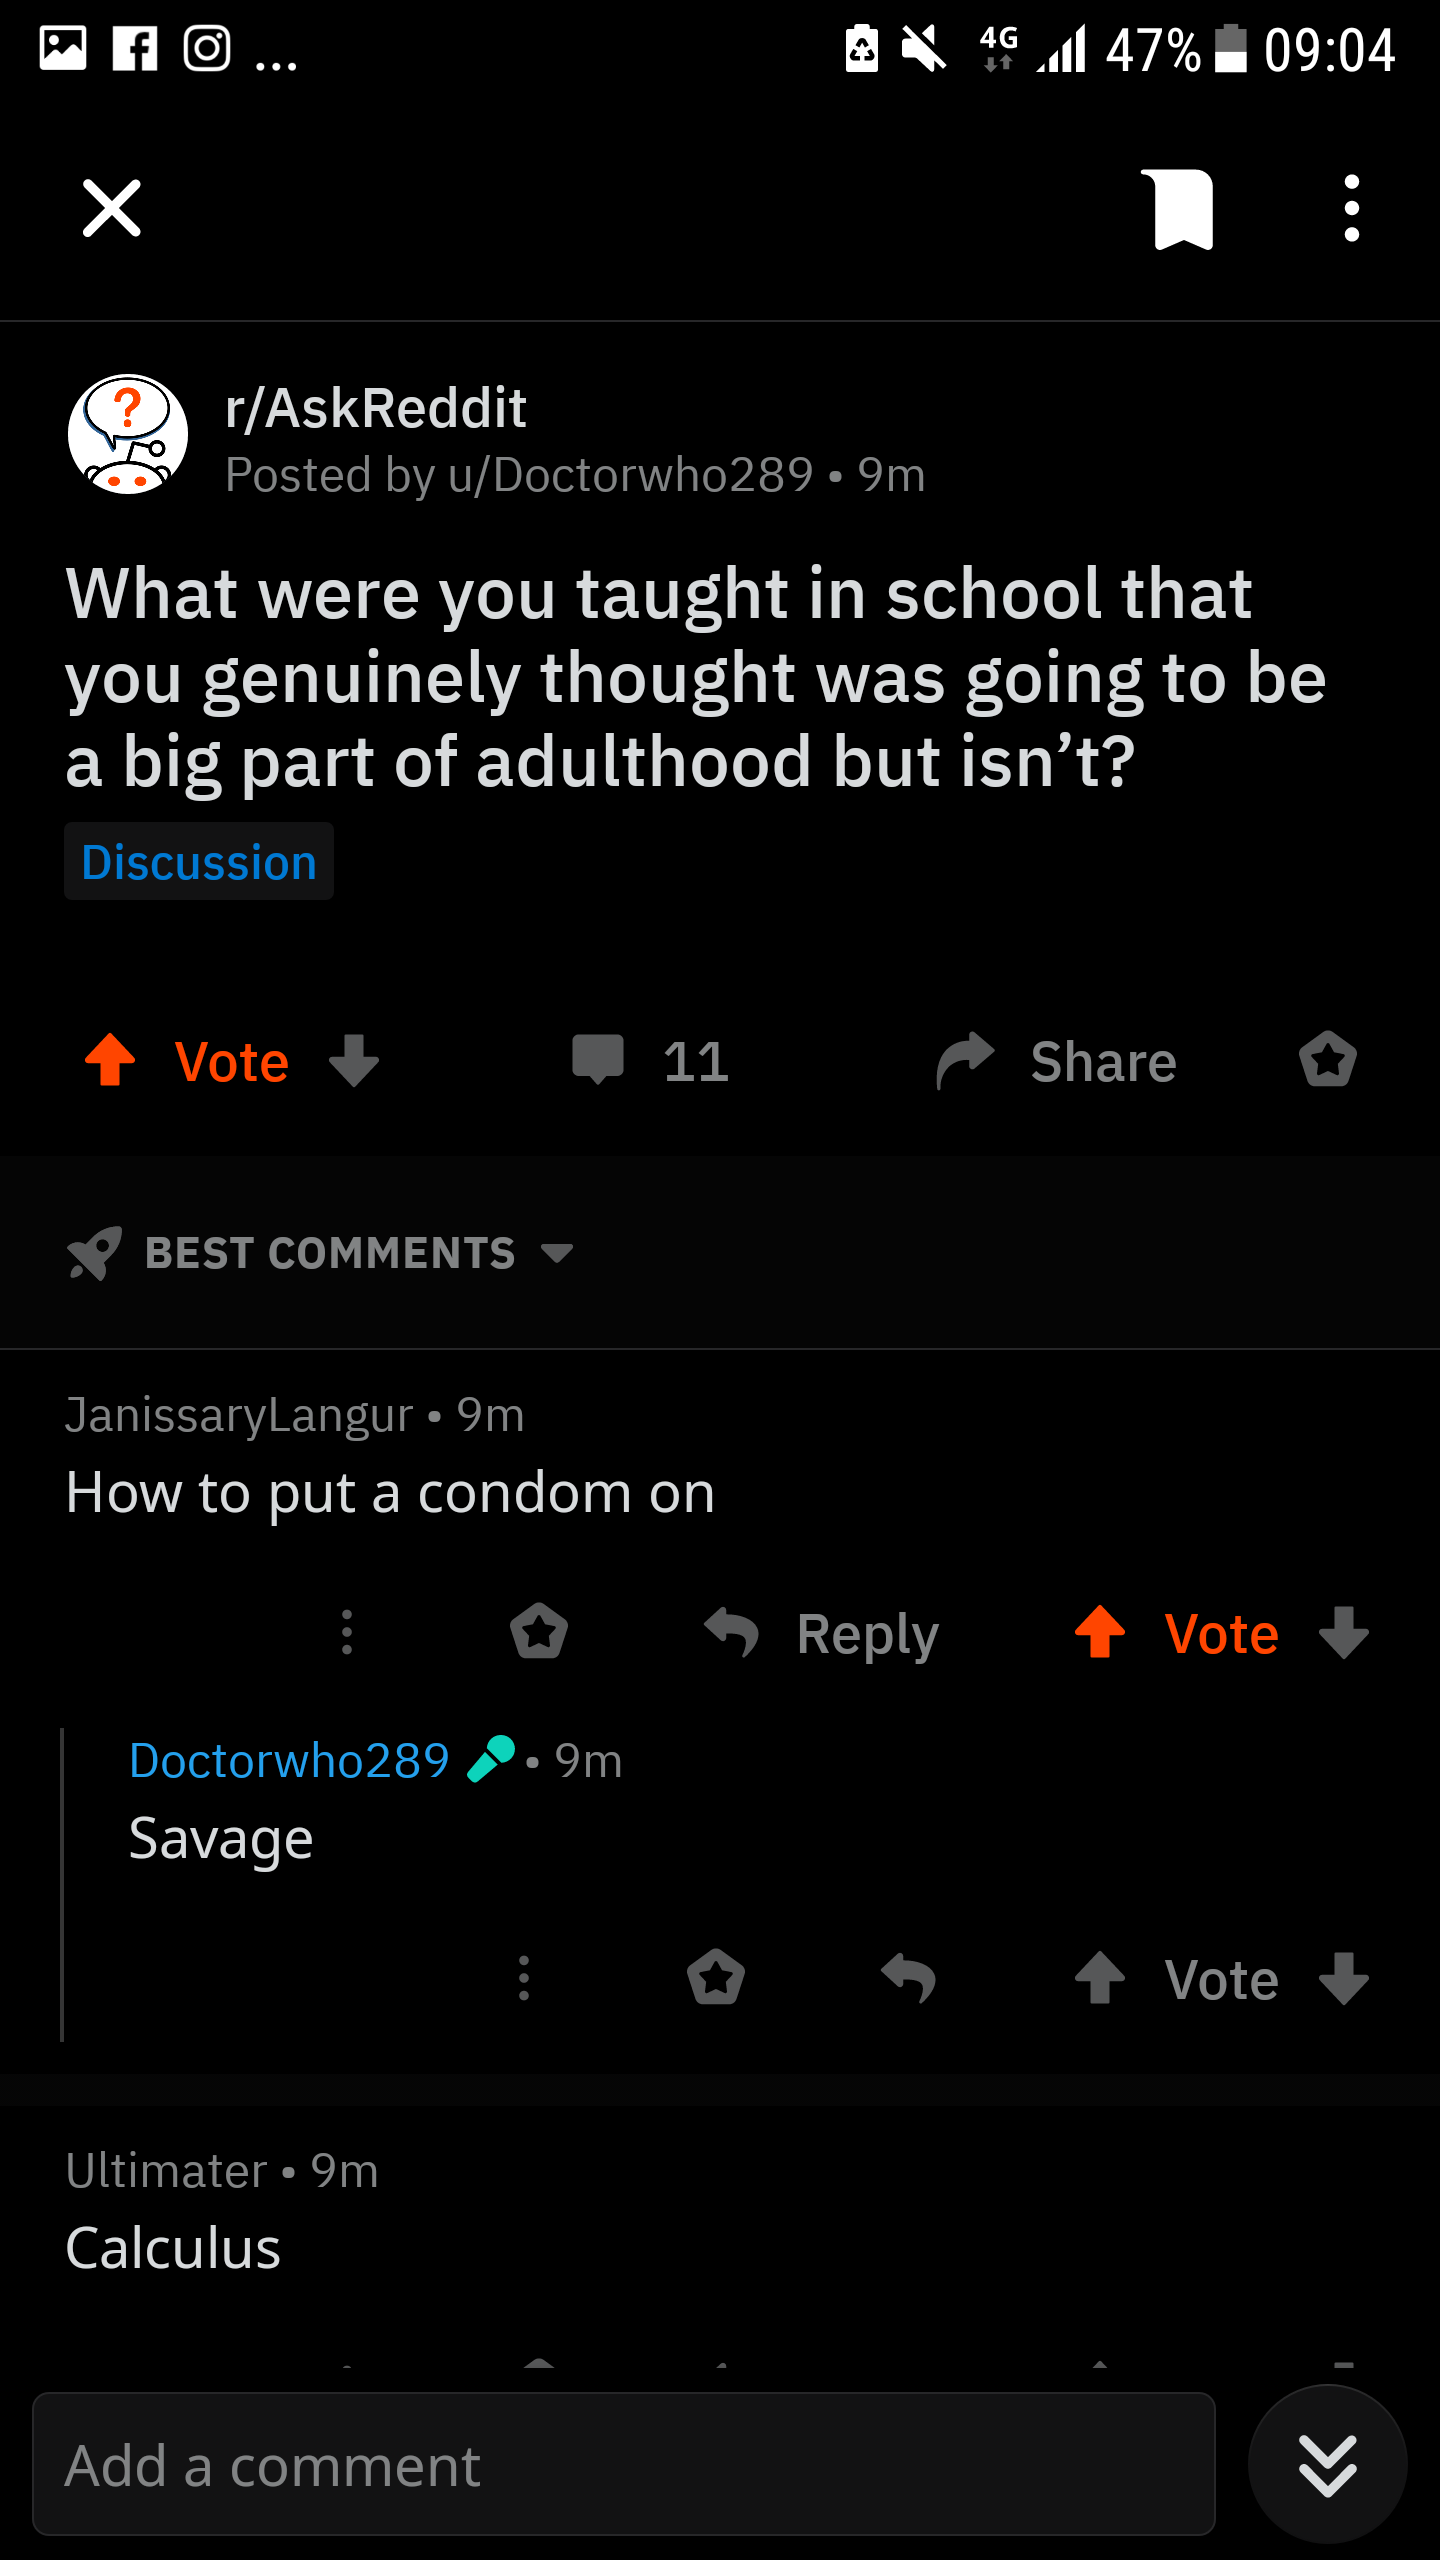 ... 4G 47% 09:04
r/AskReddit
Posted by u/Doctorwho289 • 9m
What were you taught in school that
you genuinely thought was going to be
a big part of adulthood but isn’t?
Discussion
Vote 11 Share
BEST COMMENTS
JanissaryLangur • 9m
How to put a condom on
Reply Vote
Doctorwho289 • 9m
Savage
Vote
Ultimater • 9m
Calculus
Add a comment